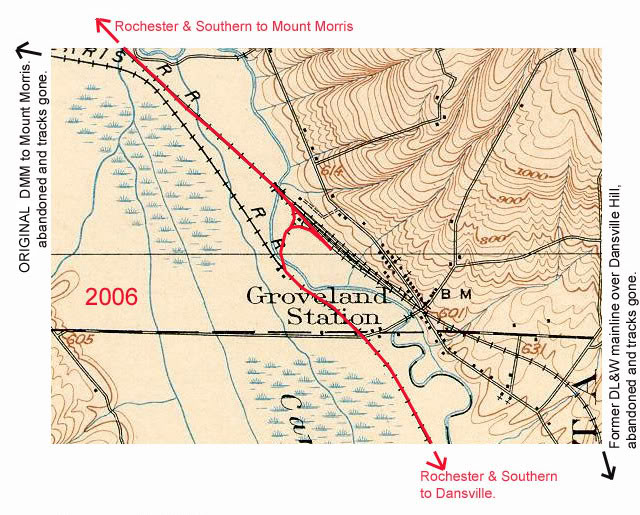 Rochester & Southern to Mount Morris
ORIGINAL DMM to Mount Morris.
abandoned and tracks gone.
RRIS
R
R
R
R
614
1000
900
800
2006
Groveland
Station
B M
601
605
631
Ca
Former DL&W mainline over Dansville Hill,
abandoned and tracks gone.
Rochester & Southern
to Dansville.